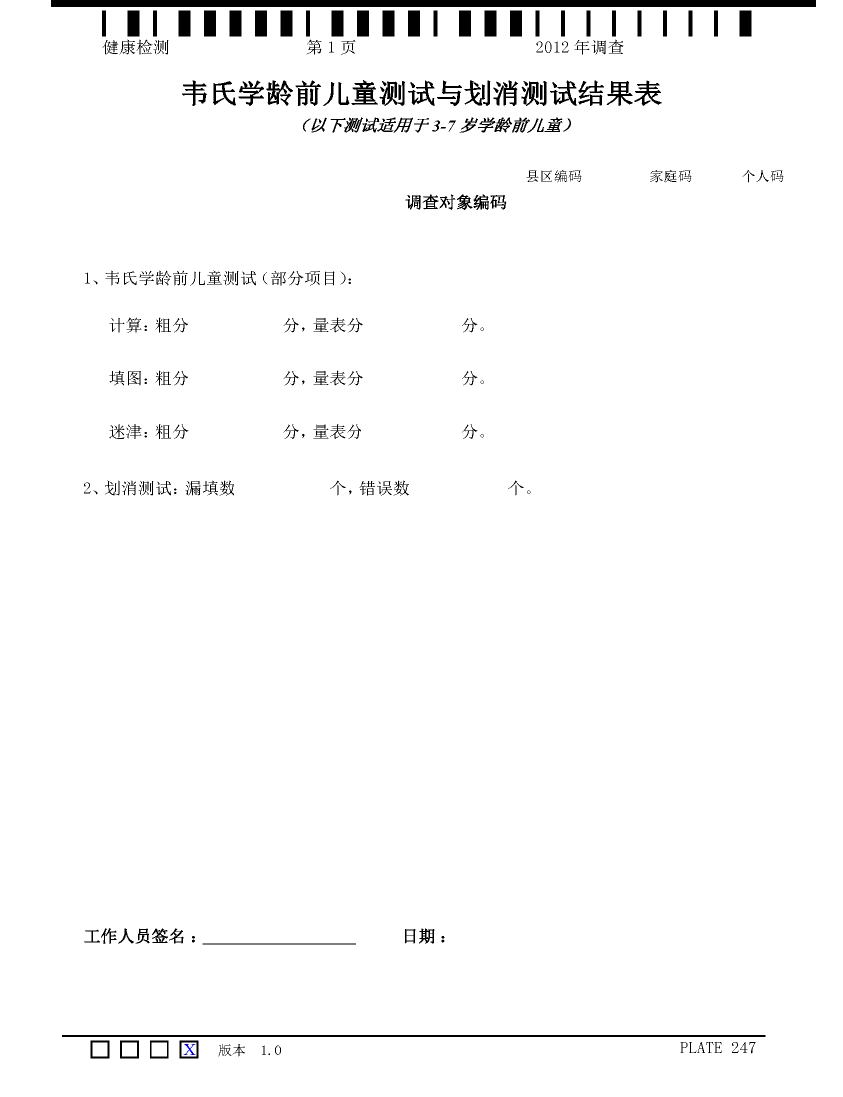 健康检测 第 1 页 2012 年调查
韦氏学龄前儿童测试与划消测试结果表
（以下测试适用于 3-7 岁学龄前儿童）
县区编码 家庭码 个人码
调查对象编码
1、韦氏学龄前儿童测试（部分项目）：
计算：粗分 分，量表分 分。
填图：粗分 分，量表分 分。
迷津：粗分 分，量表分 分。
2、划消测试：漏填数 个，错误数 个。
工作人员签名： 日期：
X 版本 1.0 PLATE 247